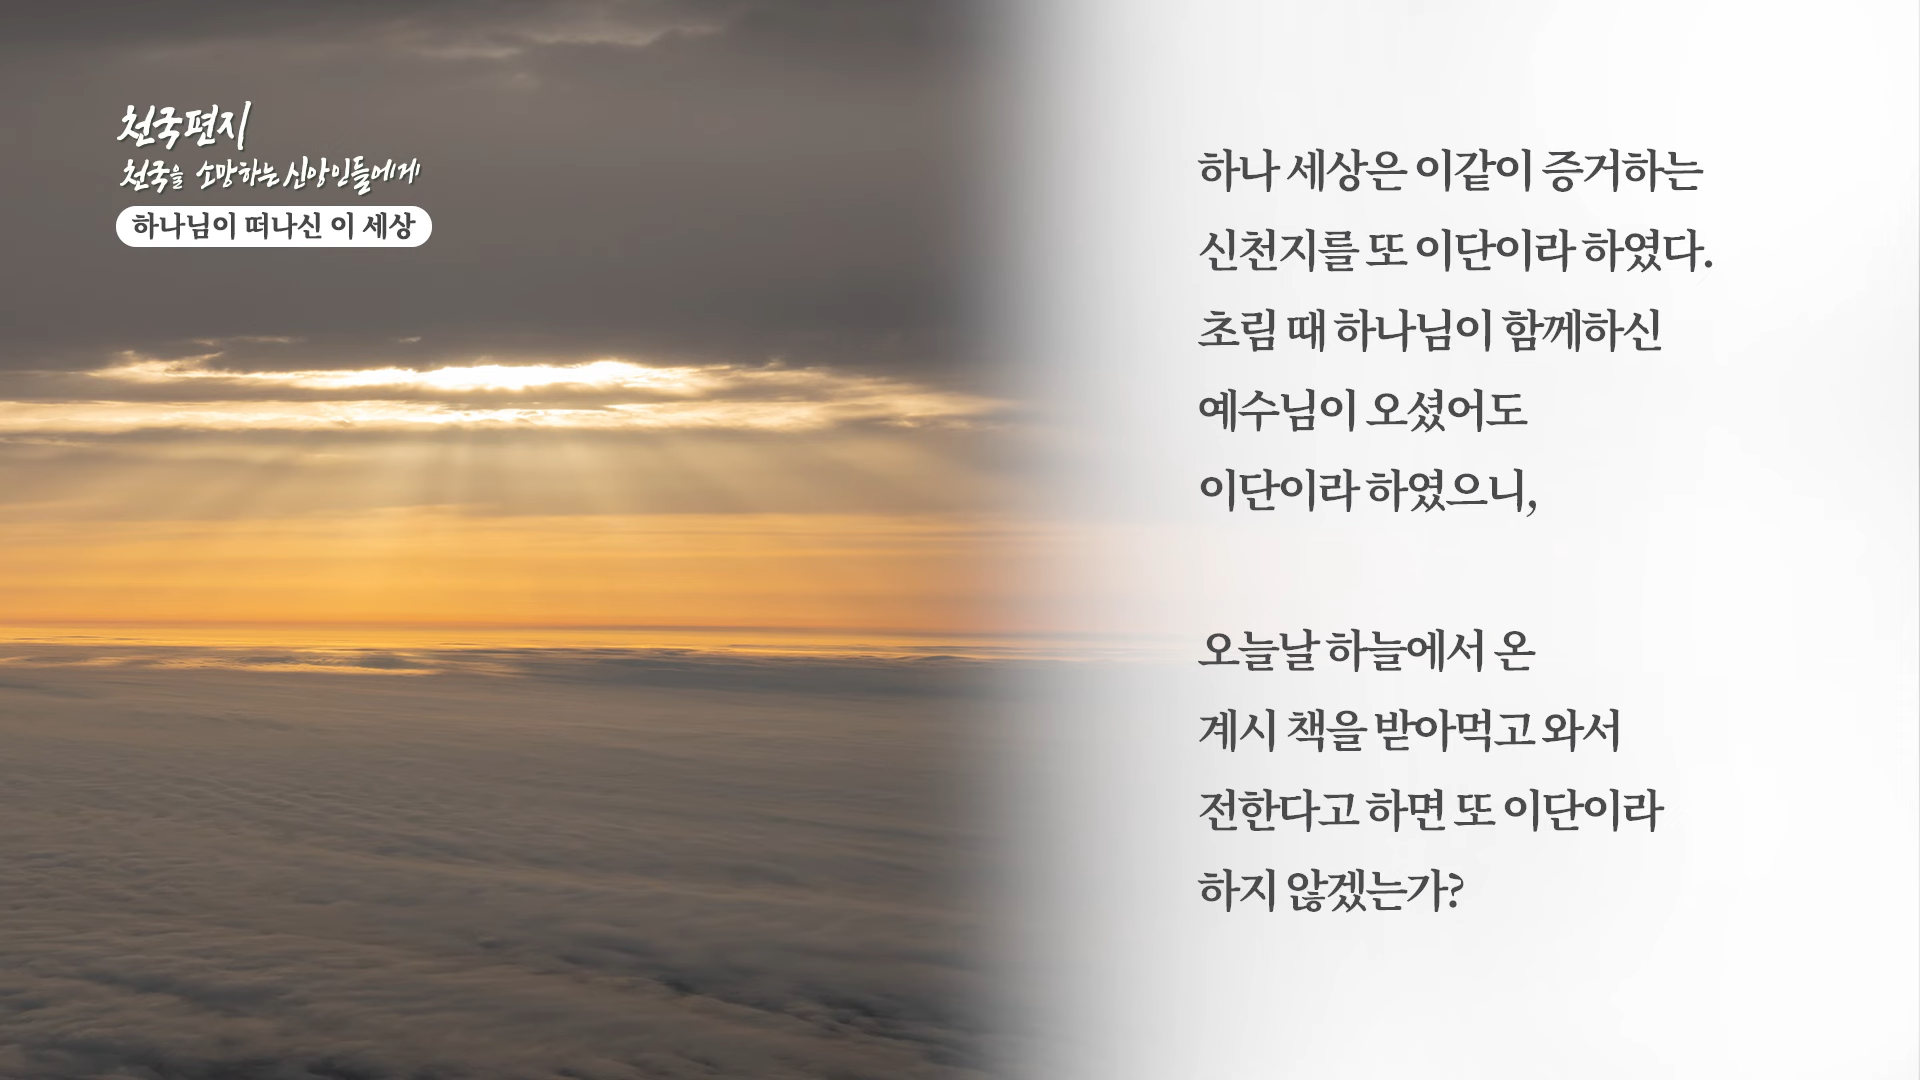 천국편지
천국을 소망하는 신앙인들에게
하나님이 떠나신 이 세상
하나 세상은 이같이 증거하는
신천지를 또 이단이라 하였다.
초림 때 하나님이 함께하신
예수님이 오셨어도
이단이라 하였으니,
오늘날 하늘에서 온
계시 책을 받아먹고 와서
전한다고 하면 또 이단이라
하지 않겠는가?